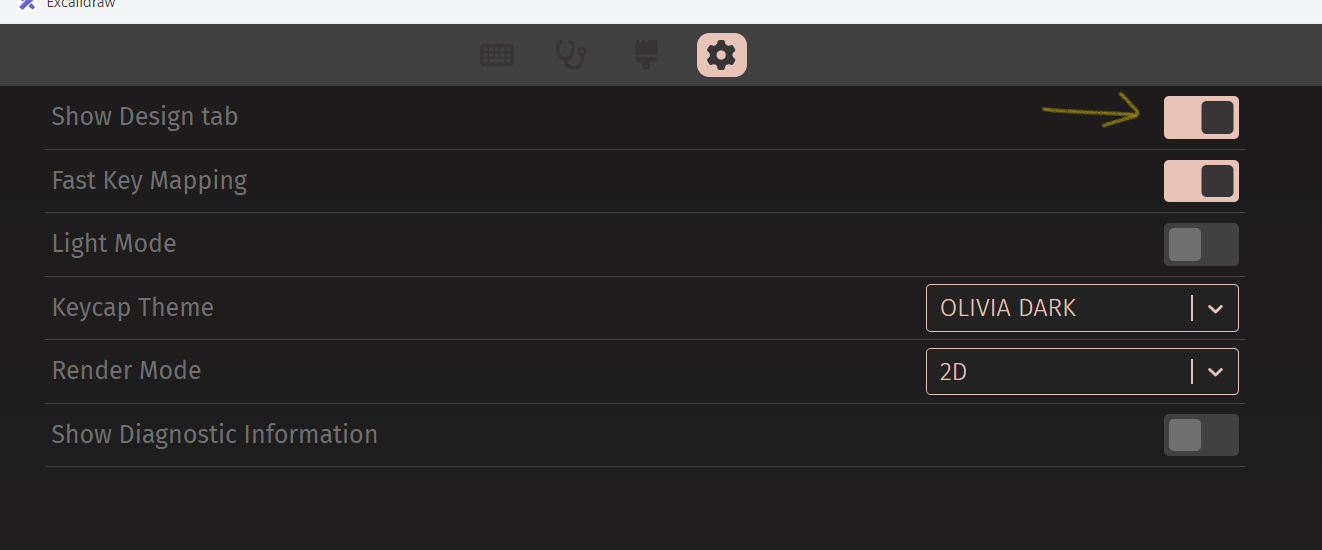 Excalidraw
Show Design tab
Fast Key Mapping
Light Mode
Keycap Theme
OLIVIA DARK
Render Mode
2D
Show Diagnostic Information